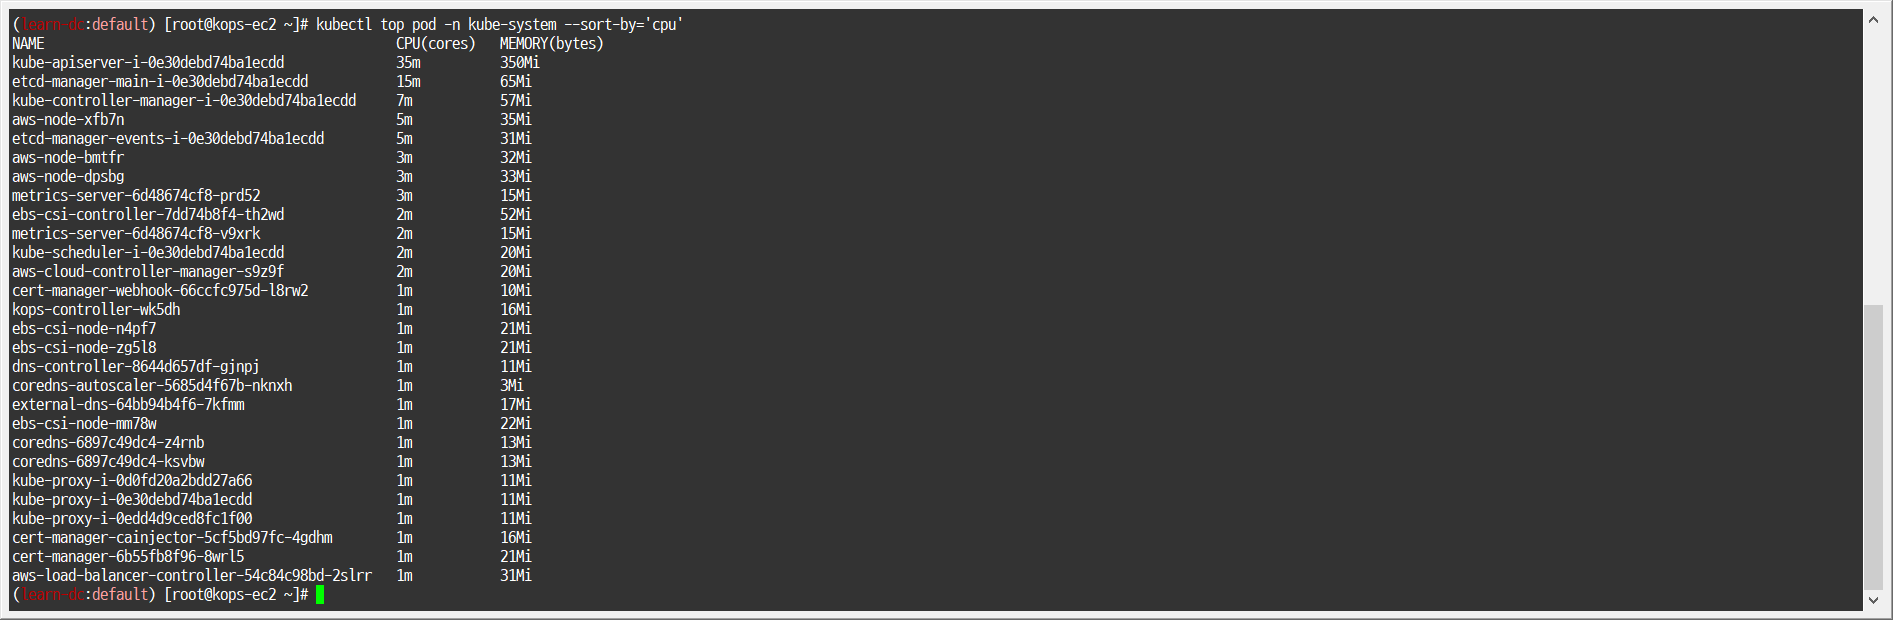 (learn-dc:default) [root@kops-ec2 ~]# kubectl top pod -n kube-system --sort-by='cpu'
NAME CPU(cores) MEMORY(bytes)
kube-apiserver-i-0e30debd74ba1ecdd 35m 350Mi
etcd-manager-main-i-0e30debd74ba1ecdd 15m 65Mi
kube-controller-manager-i-0e30debd74ba1ecdd 7m 57Mi
aws-node-xfb7n 5m 35Mi
etcd-manager-events-i-0e30debd74ba1ecdd 5m 31Mi
aws-node-bmtfr 3m 32Mi
aws-node-dpsbg 3m 33Mi
metrics-server-6d48674cf8-prd52 3m 15Mi
ebs-csi-controller-7dd74b8f4-th2wd 2m 52Mi
metrics-server-6d48674cf8-v9xrk 2m 15Mi
kube-scheduler-i-0e30debd74ba1ecdd 2m 20Mi
aws-cloud-controller-manager-s9z9f 2m 20Mi
cert-manager-webhook-66ccfc975d-l8rw2 1m 10Mi
kops-controller-wk5dh 1m 16Mi
ebs-csi-node-n4pf7 1m 21Mi
ebs-csi-node-zg5l8 1m 21Mi
dns-controller-8644d657df-gjnpj 1m 11Mi
coredns-autoscaler-5685d4f67b-nknxh 1m 3Mi
external-dns-64bb94b4f6-7kfmm 1m 17Mi
ebs-csi-node-mm78w 1m 22Mi
coredns-6897c49dc4-z4rnb 1m 13Mi
coredns-6897c49dc4-ksvbw 1m 13Mi
kube-proxy-i-0d0fd20a2bdd27a66 1m 11Mi
kube-proxy-i-0e30debd74ba1ecdd 1m 11Mi
kube-proxy-i-0edd4d9ced8fc1f00 1m 11Mi
cert-manager-cainjector-5cf5bd97fc-4gdhm 1m 16Mi
cert-manager-6b55fb8f96-8wrl5 1m 21Mi
aws-load-balancer-controller-54c84c98bd-2slrr 1m 31Mi
(learn-dc:default) [root@kops-ec2 ~]#